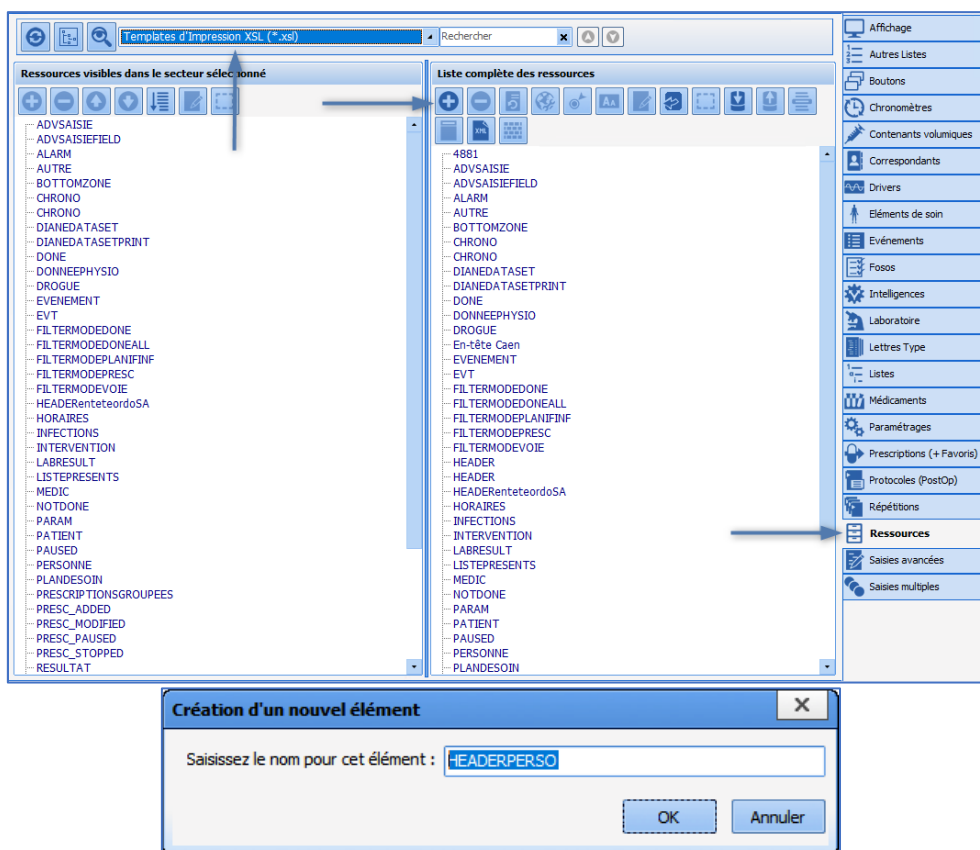 Templates d'Impression XSL (*.xsl)
Rechercher
Ressources visibles dans le secteur sélectionné
ADVSAISIE
ADVSAISIEFIELD
ALARM
AUTRE
BOTTOMZONE
CHRONO
CHRONO
DIANEDATASET
DIANEDATASETPRINT
DONE
DONNEEPHYSIO
DROGUE
EVENEMENT
EVT
FILTERMODEDONE
FILTERMODEDONEALL
FILTERMODEPLANIFINF
FILTERMODEPRESC
FILTERMODEVOIE
HEADERenteteordoSA
HORAIRES
INFECTIONS
INTERVENTION
LABRESULT
LISTEPRESENTS
MEDIC
NOTDONE
PARAM
PATIENT
PAUSED
PERSONNE
PLANDESOIN
PRESCRIPTIONSGROUPEES
PRESC_ADDED
PRESC_MODIFIED
PRESC_PAUSED
PRESC_STOPPED
RESULTAT
Liste complète des ressources
XML
4881
ADVSAISIE
ADVSAISIEFIELD
ALARM
AUTRE
BOTTOMZONE
CHRONO
CHRONO
DIANEDATASET
DIANEDATASETPRINT
DONE
DONNEEPHYSIO
DROGUE
En-tête Caen
EVENEMENT
EVT
FILTERMODEDONE
FILTERMODEDONEALL
FILTERMODEPLANIFINF
FILTERMODEPRESC
FILTERMODEVOIE
HEADER
HEADER
HEADERenteteordoSA
HORAIRES
INFECTIONS
INTERVENTION
LABRESULT
LISTEPRESENTS
MEDIC
NOTDONE
PARAM
PATIENT
PAUSED
PERSONNE
PLANDESOIN
Affichage
Autres Listes
Boutons
Chronomètres
Contenants volumiques
Correspondants
Drivers
Eléments de soin
Evénements
Fosos
Intelligences
Laboratoire
Lettres Type
Listes
Médicaments
Paramétrages
Prescriptions (+ Favoris)
Protocoles (PostOp)
Répétitions
Ressources
Saisies avancées
Saisies multiples
Création d'un nouvel élément
Saisissez le nom pour cet élément : HEADERPERSO
OK Annuler